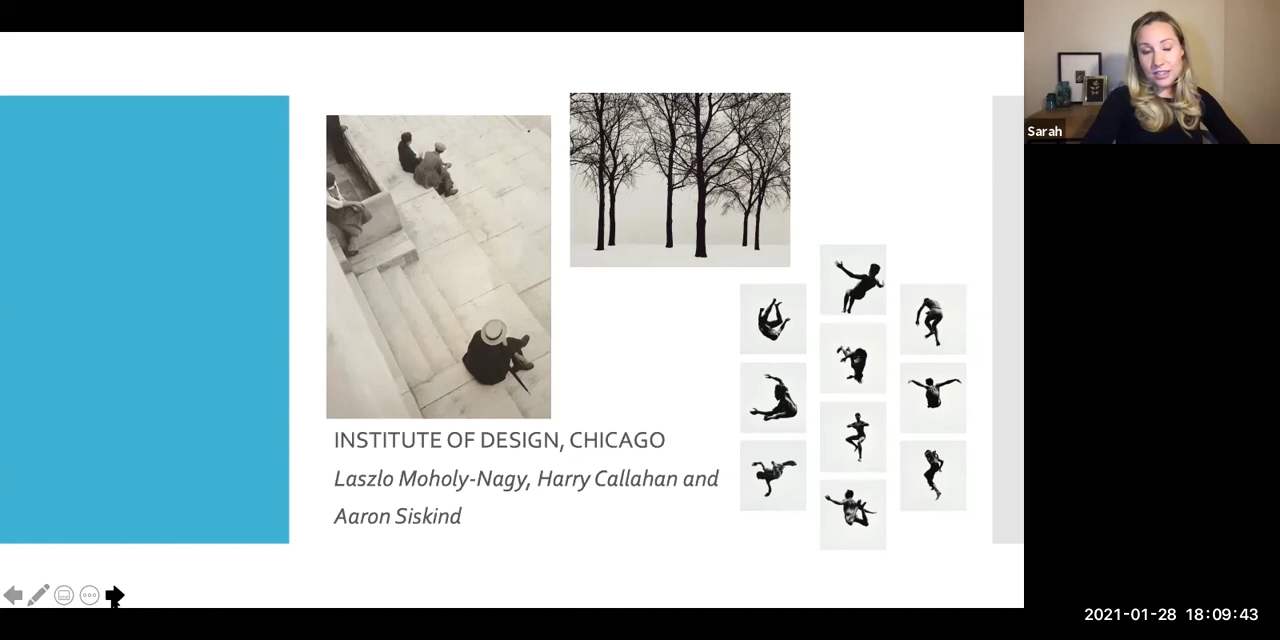 Sarah
INSTITUTE OF DESIGN, CHICAGO
Laszlo Moholy-Nagy, Harry Callahan and
Aaron Siskind
2021-01-28 18:09:43